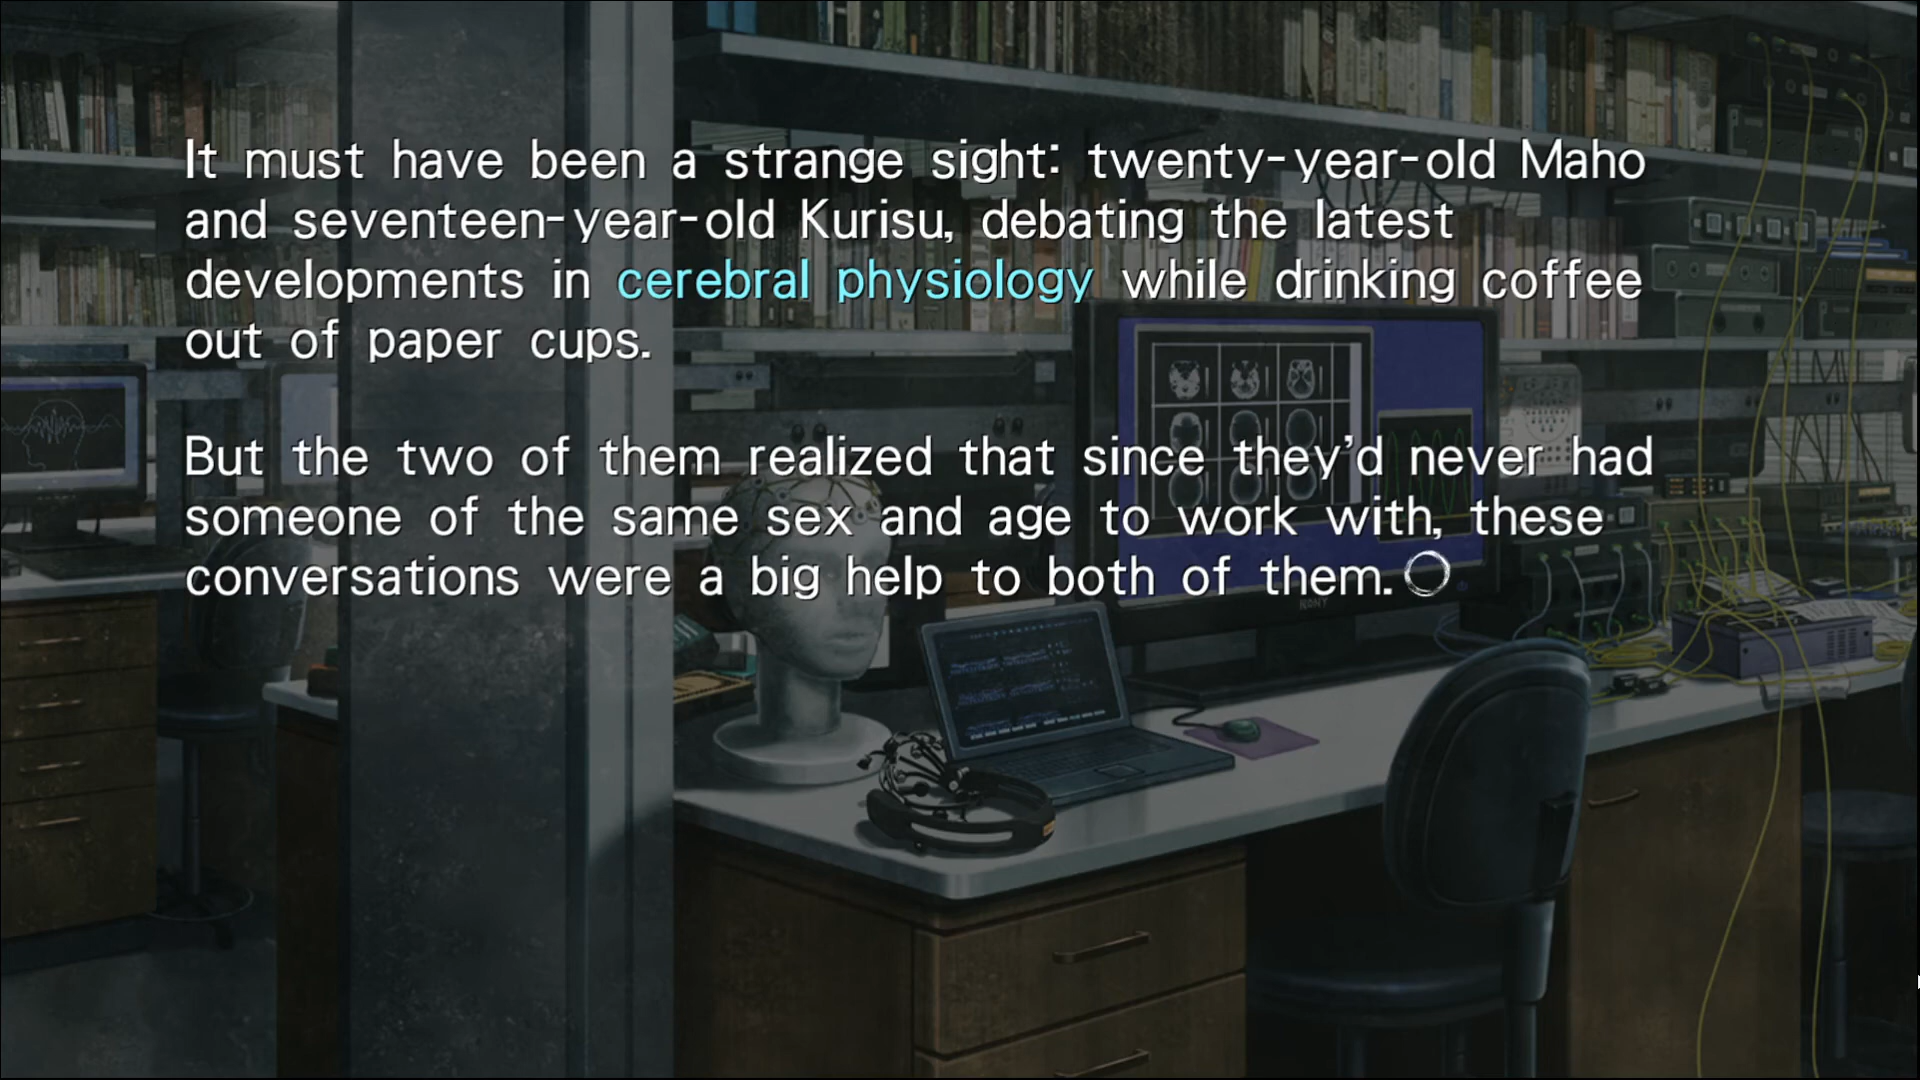 It must have been a strange sight: twenty-year-old Maho
and seventeen-year-old Kurisu, debating the latest
developments in cerebral physiology while drinking coffee
out of paper cups.
But the two of them realized that since they'd never had
someone of the same sex and age to work with, these
conversations were a big help to both of them.
NONY